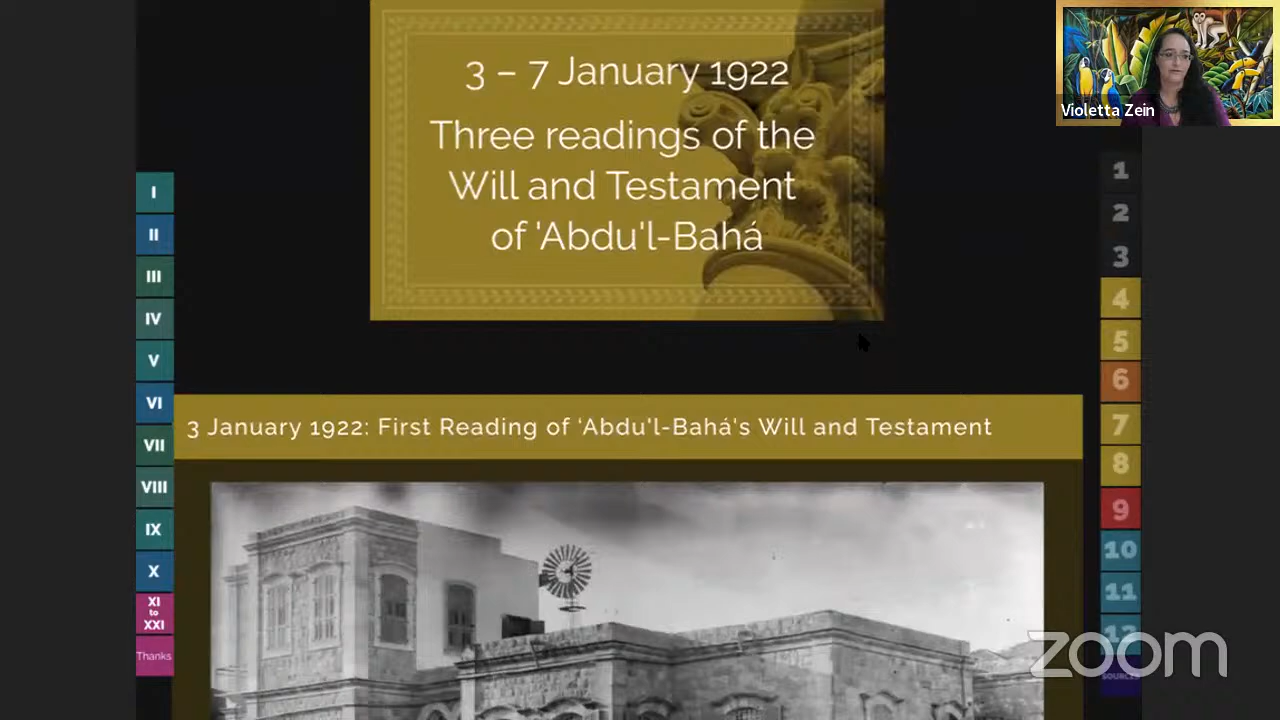 3 – 7 January 1922
Three readings of the
Will and Testament
of 'Abdu'l-Bahá
Violetta Zein
3 January 1922: First Reading of 'Abdu'l-Bahá's Will and Testament
I
II
III
IV
V
VI
VII
VIII
IX
X
XI
to
XXI
Thanks
1
2
3
4
5
6
7
8
9
10
11
12
SOURCES
zoom